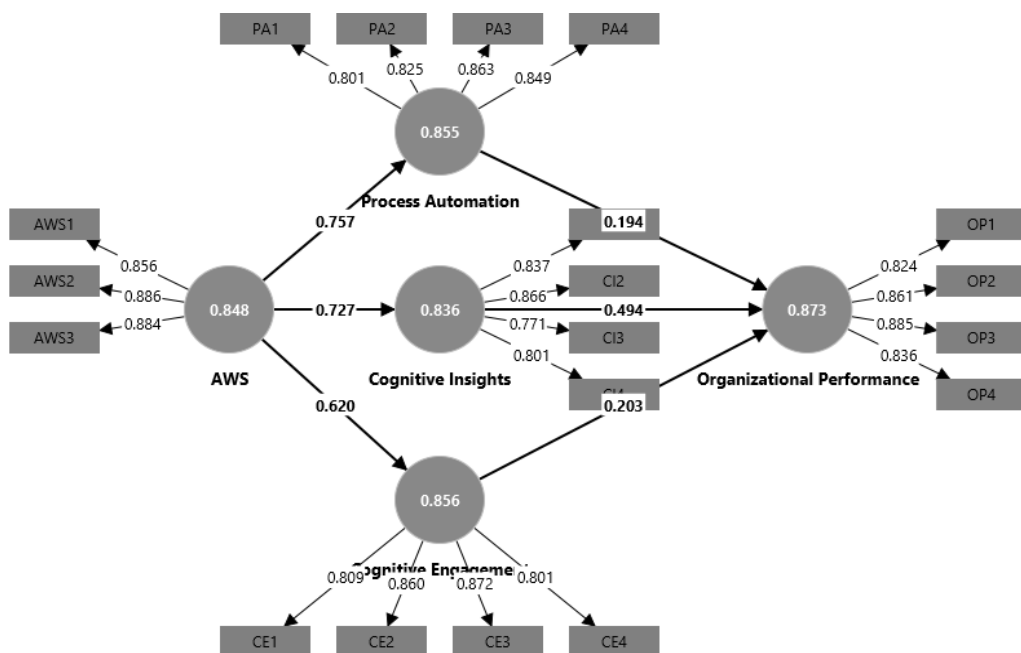 PA1 PA2 PA3 PA4
0.801 0.825 0.863 0.849
0.855
Process Automation
0.757 0.194
AWS1 OP1
0.856 0.837 0.824
AWS2 CI2 OP2
0.886 0.866 0.861
0.848 0.727 0.836 0.494 0.873
0.884 0.771 0.885
AWS3 CI3 OP3
0.801 0.836
AWS Cognitive Insights Organizational Performance
CI4 OP4
0.620 0.203
0.856
Cognitive Engagement
0.809 0.860 0.872 0.801
CE1 CE2 CE3 CE4